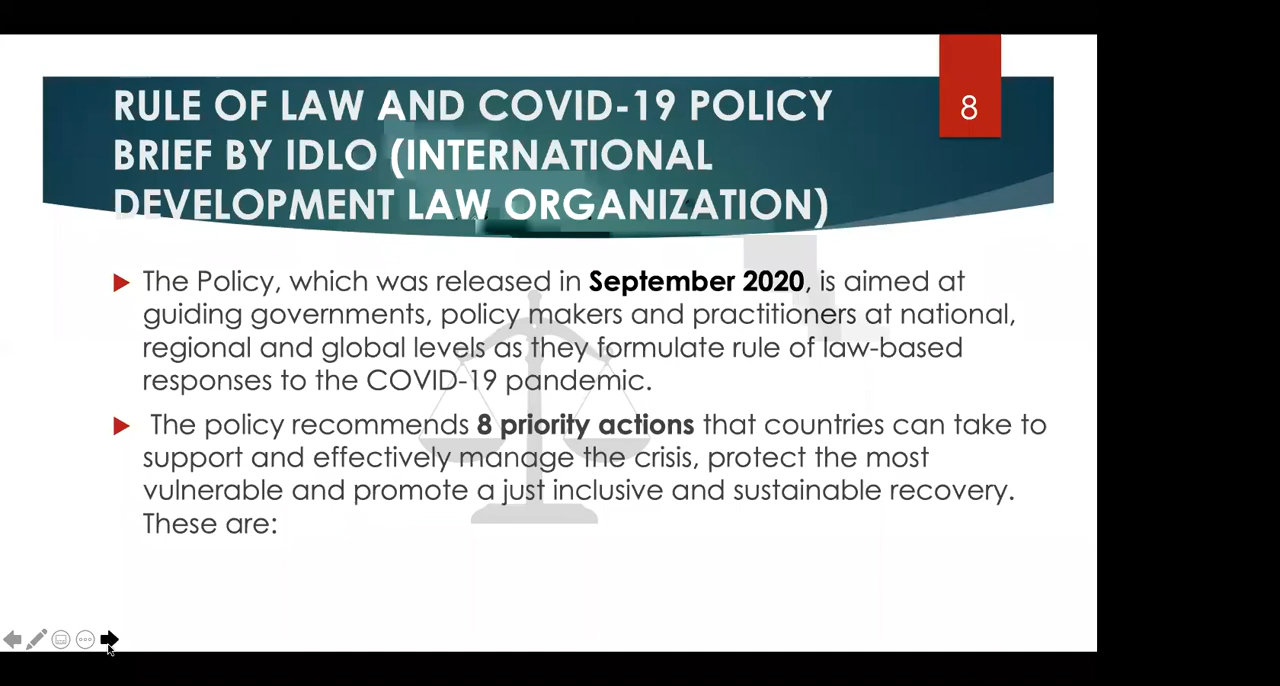 RULE OF LAW AND COVID-19 POLICY
BRIEF BY IDLO (INTERNATIONAL
DEVELOPMENT LAW ORGANIZATION)
8
The Policy, which was released in September 2020, is aimed at
guiding governments, policy makers and practitioners at national,
regional and global levels as they formulate rule of law-based
responses to the COVID-19 pandemic.
The policy recommends 8 priority actions that countries can take to
support and effectively manage the crisis, protect the most
vulnerable and promote a just inclusive and sustainable recovery.
These are: